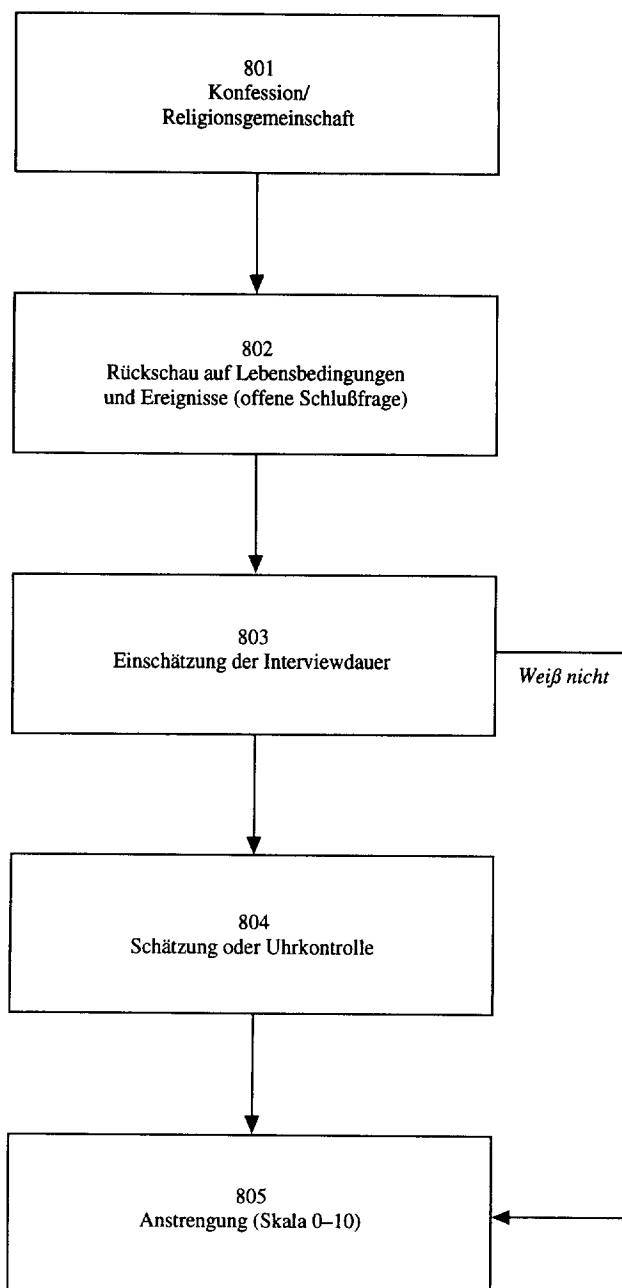 801
Konfession/
Religionsgemeinschaft
802
Rückschau auf Lebensbedingungen
und Ereignisse (offene Schlußfrage)
803
Einschätzung der Interviewdauer
Weiß nicht
804
Schätzung oder Uhrkontrolle
805
Anstrengung (Skala 0–10)